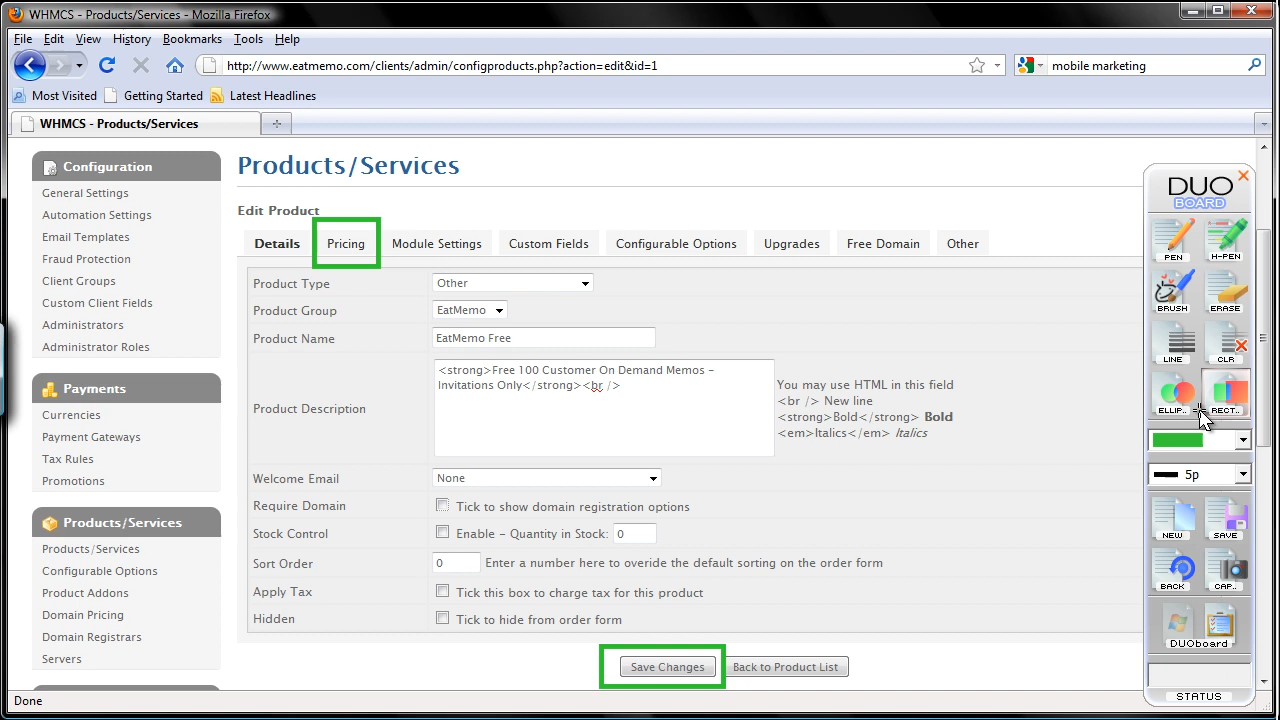 WHMCS - Products/Services - Mozilla Firefox
File Edit View History Bookmarks Tools Help
http://www.eatmemo.com/clients/admin/configproducts.php?action=edit&id=1
mobile marketing
Most Visited Getting Started Latest Headlines
WHMCS - Products/Services
Configuration
General Settings
Automation Settings
Email Templates
Fraud Protection
Client Groups
Custom Client Fields
Administrators
Administrator Roles
Payments
Currencies
Payment Gateways
Tax Rules
Promotions
Products/Services
Products/Services
Configurable Options
Product Addons
Domain Pricing
Domain Registrars
Servers
Products/Services
Edit Product
Details Pricing Module Settings Custom Fields Configurable Options Upgrades Free Domain Other
Product Type Other
Product Group EatMemo
Product Name EatMemo Free
Product Description
<strong>Free 100 Customer On Demand Memos –
Invitations Only</strong><br />
You may use HTML in this field
<br /> New line
<strong>Bold</strong> Bold
<em>Italics</em> Italics
Welcome Email None
Require Domain Tick to show domain registration options
Stock Control Enable – Quantity in Stock: 0
Sort Order 0 Enter a number here to overide the default sorting on the order form
Apply Tax Tick this box to charge tax for this product
Hidden Tick to hide from order form
Save Changes Back to Product List
DUO
BOARD
PEN H-PEN
BRUSH ERASE
LINE CLR
ELLIP.. RECT..
5p
NEW SAVE
BACK CAP..
DUOboard
STATUS
Done